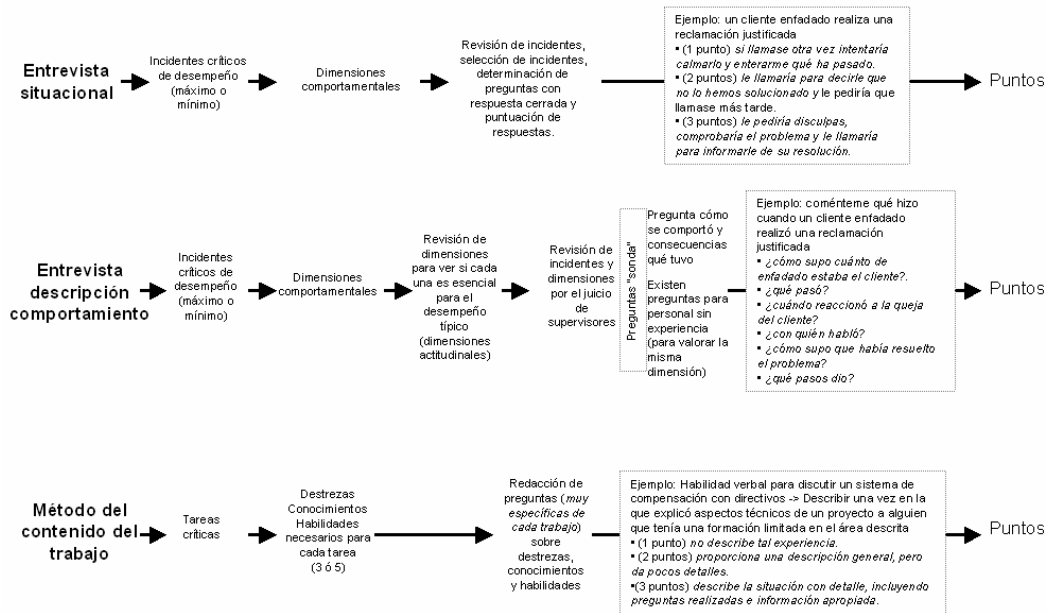 Entrevista
situacional
Incidentes críticos
de desempeño
(máximo o
mínimo)
Dimensiones
comportamentales
Revisión de incidentes,
selección de incidentes,
determinación de
preguntas con
respuesta cerrada y
puntuación de
respuestas.
Ejemplo: un cliente enfadado realiza una
reclamación justificada
▪ (1 punto) si llamase otra vez intentaría
calmarlo y enterarme qué ha pasado.
▪ (2 puntos) le llamaría para decirle que
no lo hemos solucionado y le pediría que
llamase más tarde.
▪ (3 puntos) le pediría disculpas,
comprobaría el problema y le llamaría
para informarle de su resolución.
Puntos
Entrevista
descripción
comportamiento
Incidentes
críticos de
desempeño
(máximo o
mínimo)
Dimensiones
comportamentales
Revisión de
dimensiones
para ver si cada
una es esencial
para el
desempeño
típico
(dimensiones
actitudinales)
Revisión de
incidentes y
dimensiones
por el juicio de
supervisores
Preguntas "sonda"
Pregunta cómo
se comportó y
consecuencias
qué tuvo
Existen
preguntas para
personal sin
experiencia
(para valorar la
misma
dimensión)
Ejemplo: coménteme qué hizo
cuando un cliente enfadado
realizó una reclamación
justificada
▪ ¿cómo supo cuánto de
enfadado estaba el cliente?.
▪ ¿qué pasó?
▪ ¿cuándo reaccionó a la queja
del cliente?
▪ ¿con quién habló?
▪ ¿cómo supo que había resuelto
el problema?
▪ ¿qué pasos dio?
Puntos
Método del
contenido del
trabajo
Tareas
críticas
Destrezas
Conocimientos
Habilidades
necesarios para
cada tarea
(3 ó 5)
Redacción de
preguntas (muy
específicas de
cada trabajo)
sobre
destrezas,
conocimientos
y habilidades
Ejemplo: Habilidad verbal para discutir un sistema de
compensación con directivos -> Describir una vez en la
que explicó aspectos técnicos de un proyecto a alguien
que tenía una formación limitada en el área descrita
▪ (1 punto) no describe tal experiencia.
▪ (2 puntos) proporciona una descripción general, pero
da pocos detalles.
▪(3 puntos) describe la situación con detalle, incluyendo
preguntas realizadas e información apropiada.
Puntos